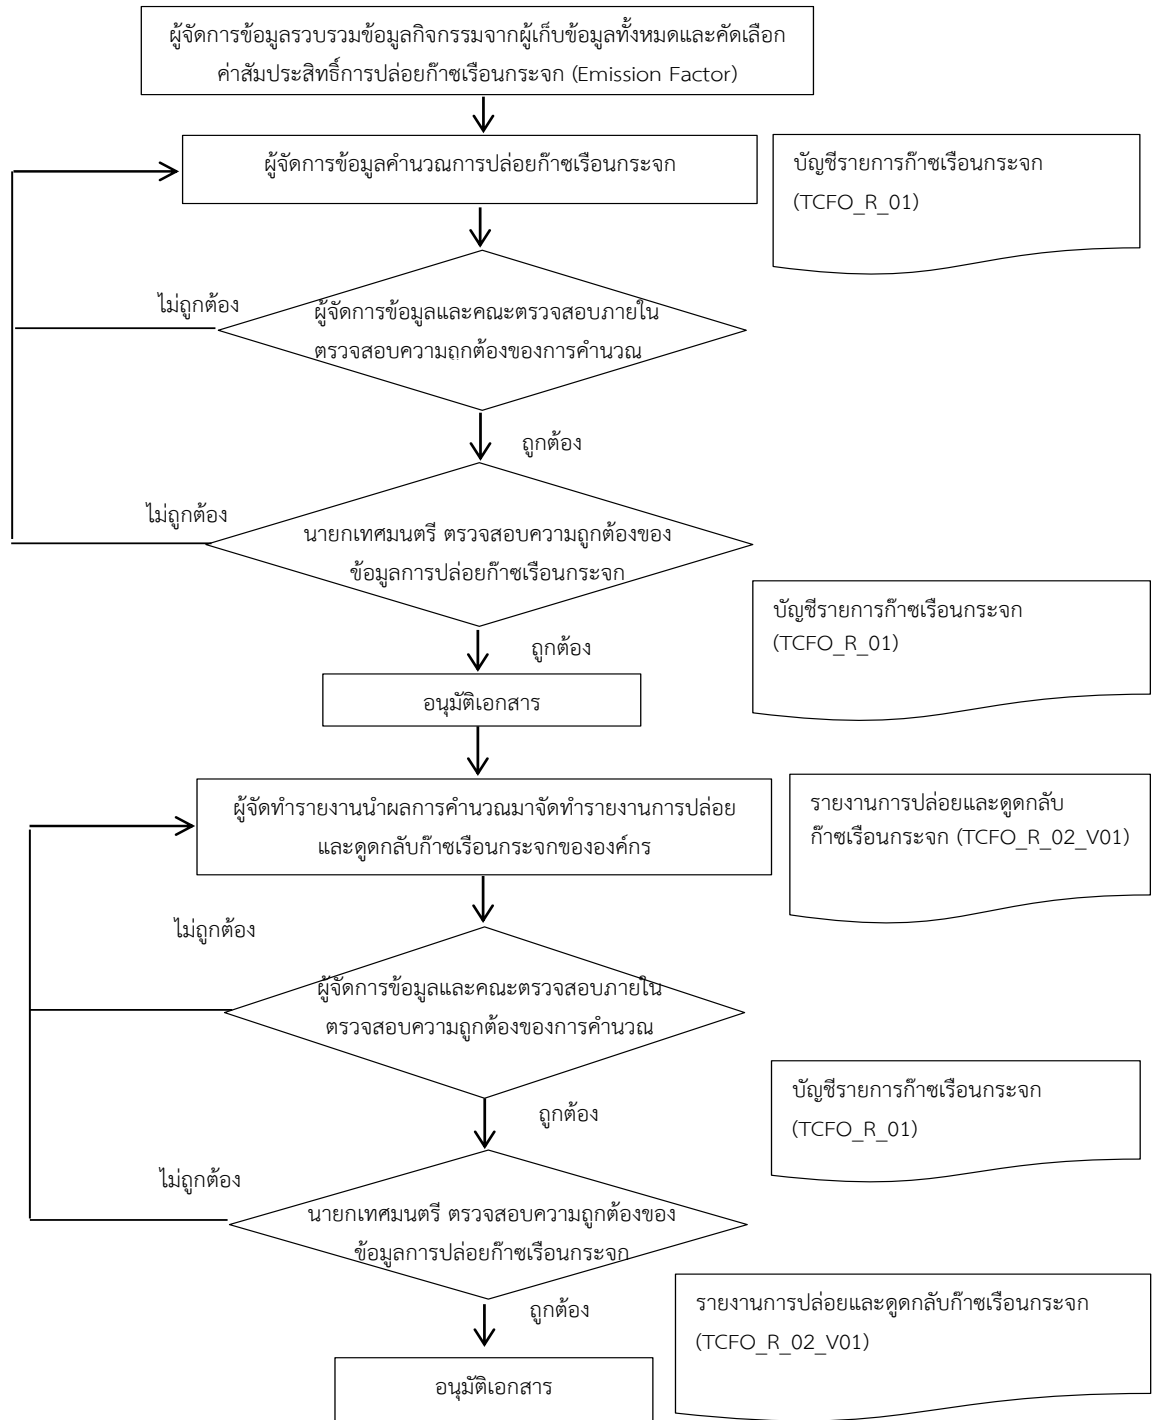 ผู้จัดการข้อมูลรวบรวมข้อมูลกิจกรรมจากผู้เก็บข้อมูลทั้งหมดและคัดเลือก
ค่าสัมประสิทธิ์การปล่อยก๊าซเรือนกระจก (Emission Factor)
ผู้จัดการข้อมูลคำนวณการปล่อยก๊าซเรือนกระจก
บัญชีรายการก๊าซเรือนกระจก
(TCFO_R_01)
ไม่ถูกต้อง
ผู้จัดการข้อมูลและคณะตรวจสอบภายใน
ตรวจสอบความถูกต้องของการคำนวณ
ถูกต้อง
ไม่ถูกต้อง
นายกเทศมนตรี ตรวจสอบความถูกต้องของ
ข้อมูลการปล่อยก๊าซเรือนกระจก
บัญชีรายการก๊าซเรือนกระจก
(TCFO_R_01)
ถูกต้อง
อนุมัติเอกสาร
ผู้จัดทำรายงานนำผลการคำนวณมาจัดทำรายงานการปล่อย
และดูดกลับก๊าซเรือนกระจกขององค์กร
รายงานการปล่อยและดูดกลับ
ก๊าซเรือนกระจก (TCFO_R_02_V01)
ไม่ถูกต้อง
ผู้จัดการข้อมูลและคณะตรวจสอบภายใน
ตรวจสอบความถูกต้องของการคำนวณ
บัญชีรายการก๊าซเรือนกระจก
(TCFO_R_01)
ถูกต้อง
ไม่ถูกต้อง
นายกเทศมนตรี ตรวจสอบความถูกต้องของ
ข้อมูลการปล่อยก๊าซเรือนกระจก
ถูกต้อง
รายงานการปล่อยและดูดกลับก๊าซเรือนกระจก
(TCFO_R_02_V01)
อนุมัติเอกสาร